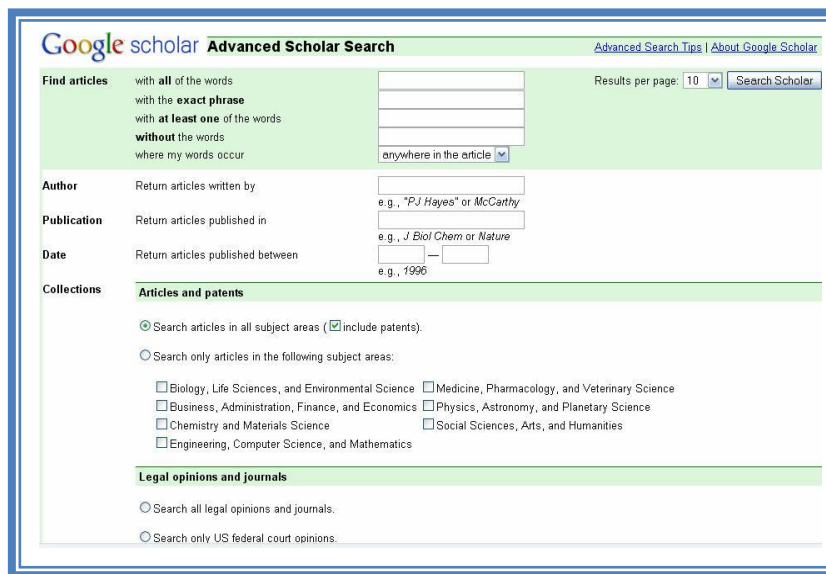 Google scholar Advanced Scholar Search Advanced Search Tips | About Google Scholar
Find articles with all of the words Results per page: 10 Search Scholar
with the exact phrase
with at least one of the words
without the words
where my words occur anywhere in the article
Author Return articles written by
e.g., "PJ Hayes" or McCarthy
Publication Return articles published in
e.g., J Biol Chem or Nature
Date Return articles published between —
e.g., 1996
Collections Articles and patents
Search articles in all subject areas ( include patents).
Search only articles in the following subject areas:
Biology, Life Sciences, and Environmental Science Medicine, Pharmacology, and Veterinary Science
Business, Administration, Finance, and Economics Physics, Astronomy, and Planetary Science
Chemistry and Materials Science Social Sciences, Arts, and Humanities
Engineering, Computer Science, and Mathematics
Legal opinions and journals
Search all legal opinions and journals.
Search only US federal court opinions.